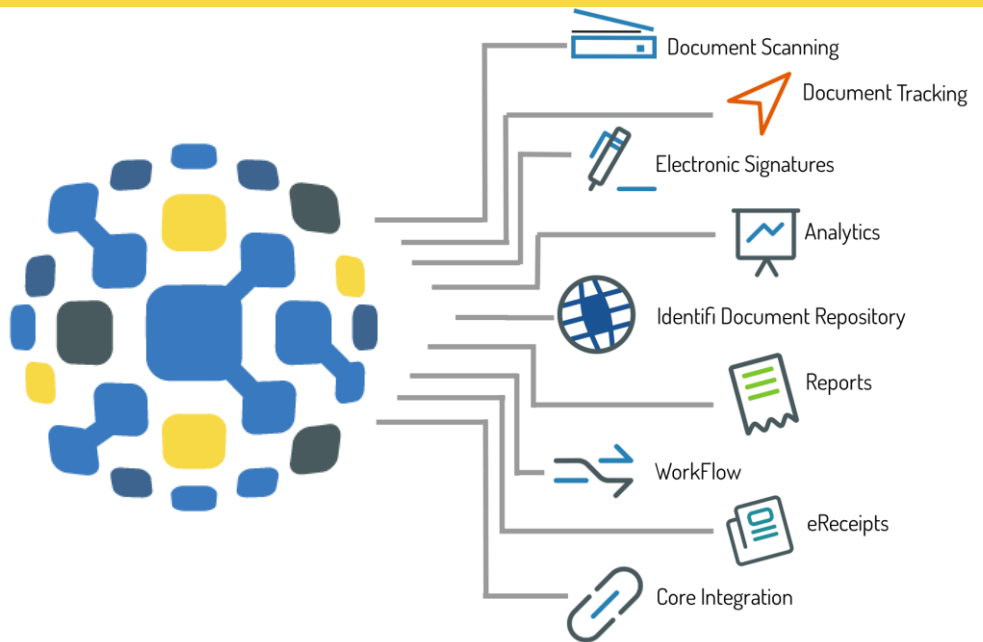 Document Scanning
Document Tracking
Electronic Signatures
Analytics
Identifi Document Repository
Reports
WorkFlow
eReceipts
Core Integration